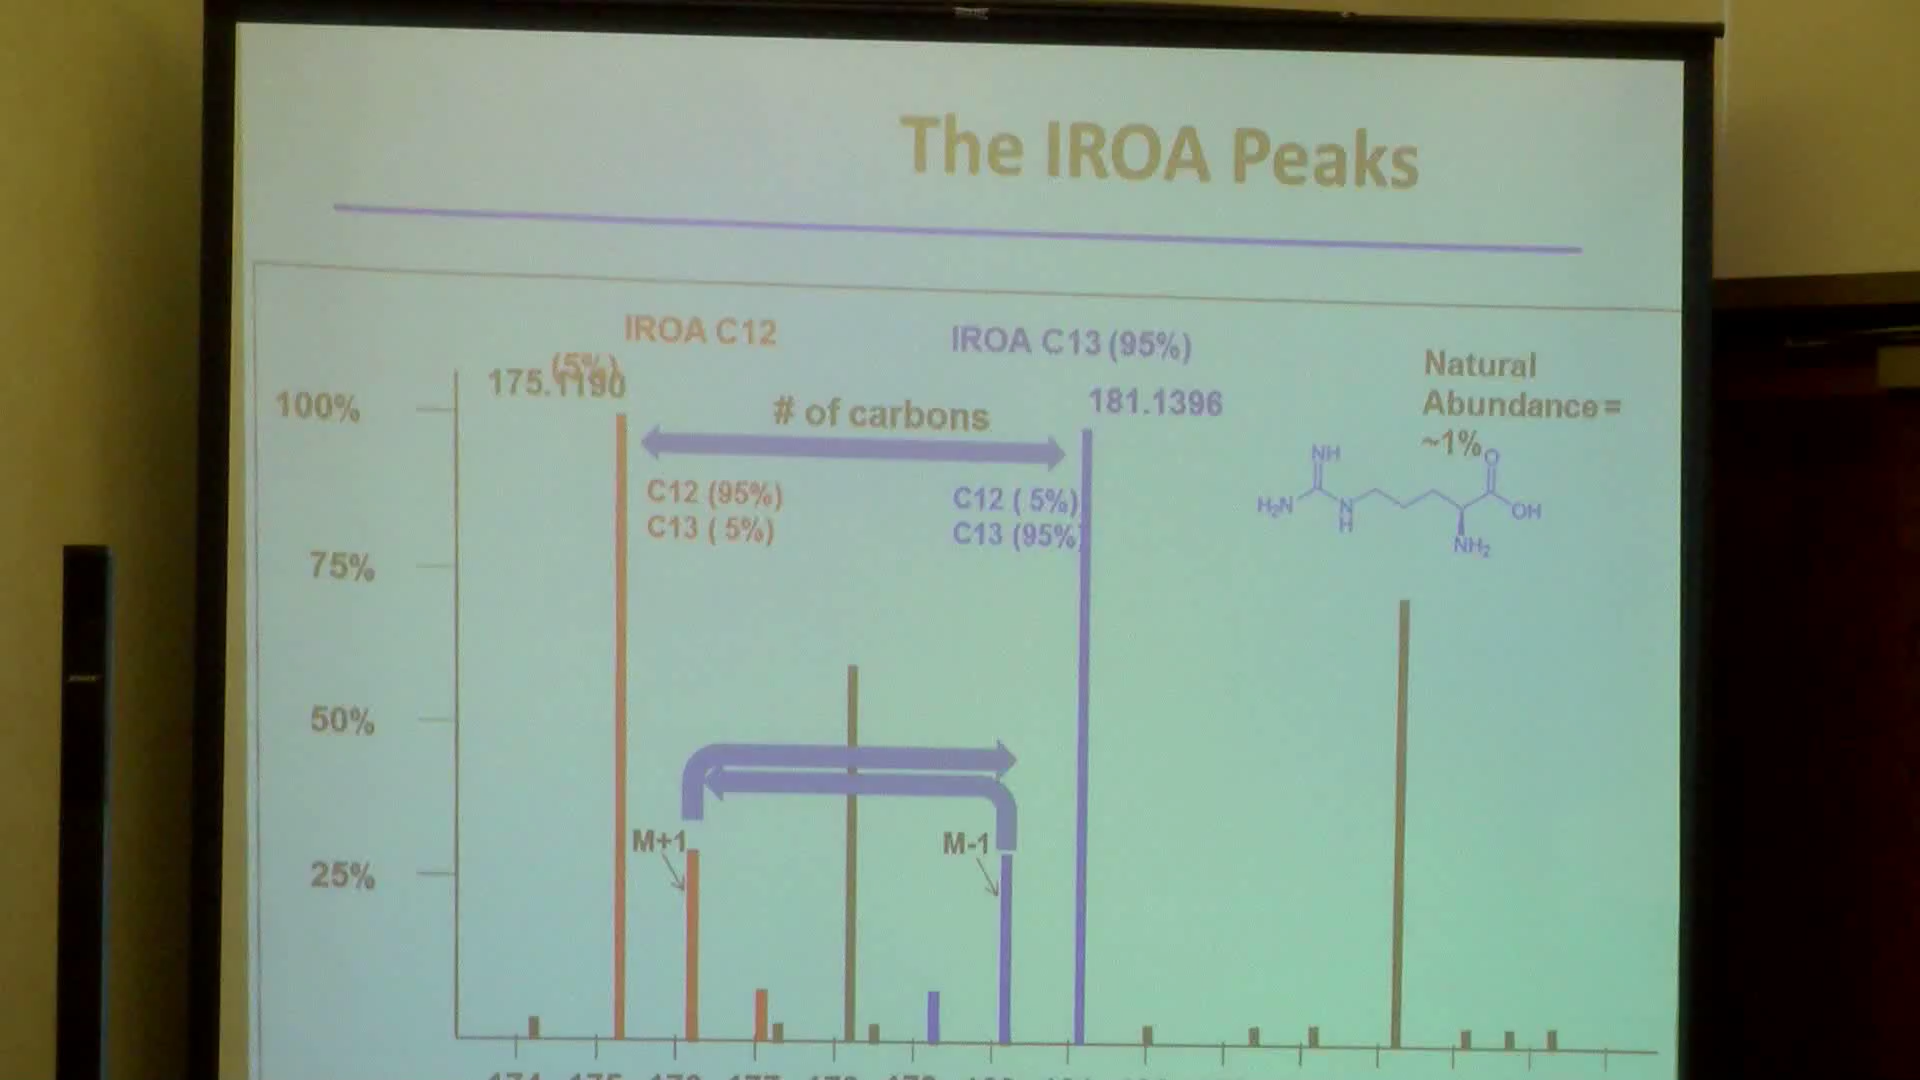 The IROA Peaks
IROA C12
(5%)
IROA C13 (95%)
175.1190
181.1396
# of carbons
Natural
Abundance =
~1%
100%
75%
50%
25%
C12 (95%)
C13 ( 5%)
C12 ( 5%)
C13 (95%)
NH
H₂N
N
H
O
OH
NH₂
M+1
M-1